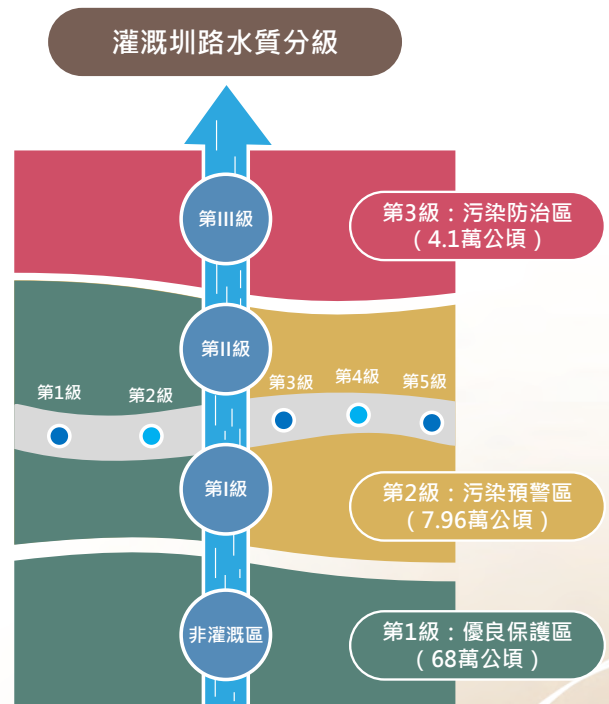 灌溉圳路水質分級
第III級
第3級：污染防治區
（4.1萬公頃）
第II級
第1級
第2級
第3級
第4級
第5級
第I級
第2級：污染預警區
（7.96萬公頃）
非灌溉區
第1級：優良保護區
（68萬公頃）